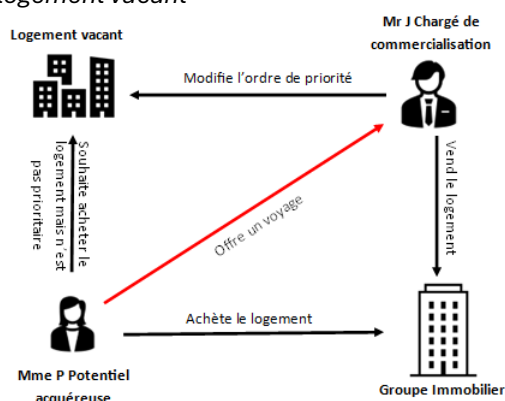 Logement vacant
Logement vacant
Mr J Chargé de
commercialisation
Modifie l’ordre de priorité
Souhaite acheter le
logement mais n’est
pas prioritaire
Offre un voyage
Vend le logement
Achète le logement
Mme P Potentiel
acquéreuse
Groupe Immobilier